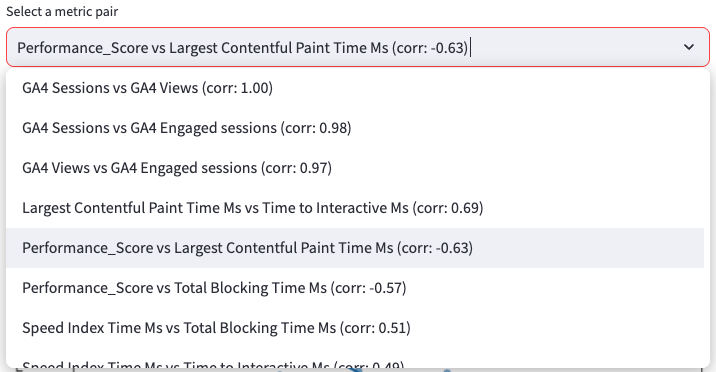 Select a metric pair
Performance_Score vs Largest Contentful Paint Time Ms (corr: -0.63)
GA4 Sessions vs GA4 Views (corr: 1.00)
GA4 Sessions vs GA4 Engaged sessions (corr: 0.98)
GA4 Views vs GA4 Engaged sessions (corr: 0.97)
Largest Contentful Paint Time Ms vs Time to Interactive Ms (corr: 0.69)
Performance_Score vs Largest Contentful Paint Time Ms (corr: -0.63)
Performance_Score vs Total Blocking Time Ms (corr: -0.57)
Speed Index Time Ms vs Total Blocking Time Ms (corr: 0.51)
Speed Index Time Ms vs Time to Interactive Ms (corr: 0.49)